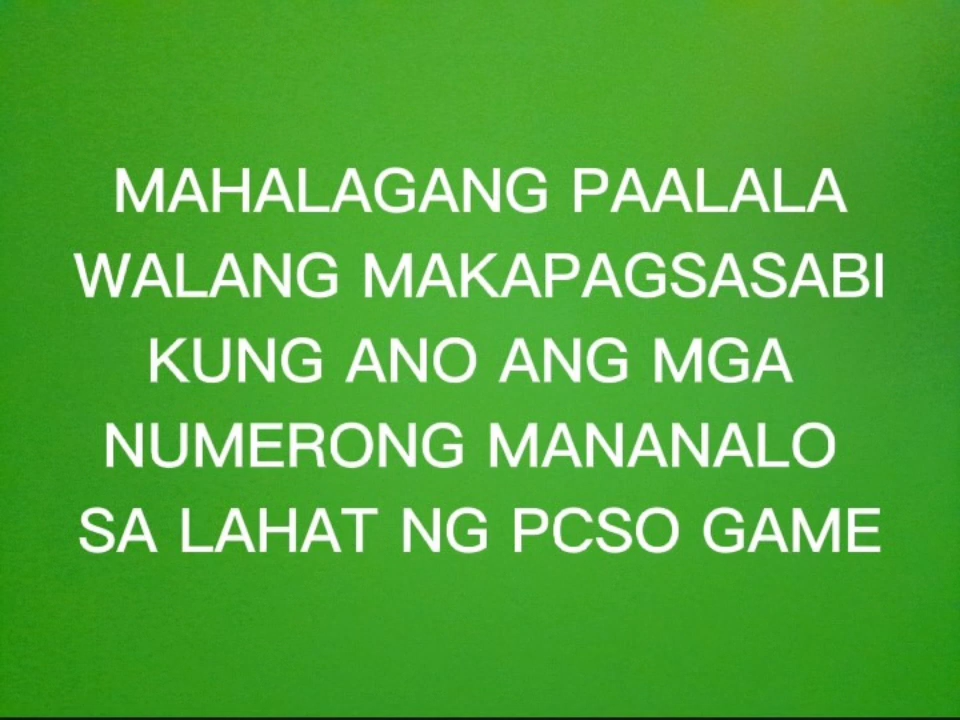 MAHALAGANG PAALALA
WALANG MAKAPAGSASABI
KUNG ANO ANG MGA
NUMERONG MANANALO
SA LAHAT NG PCSO GAME